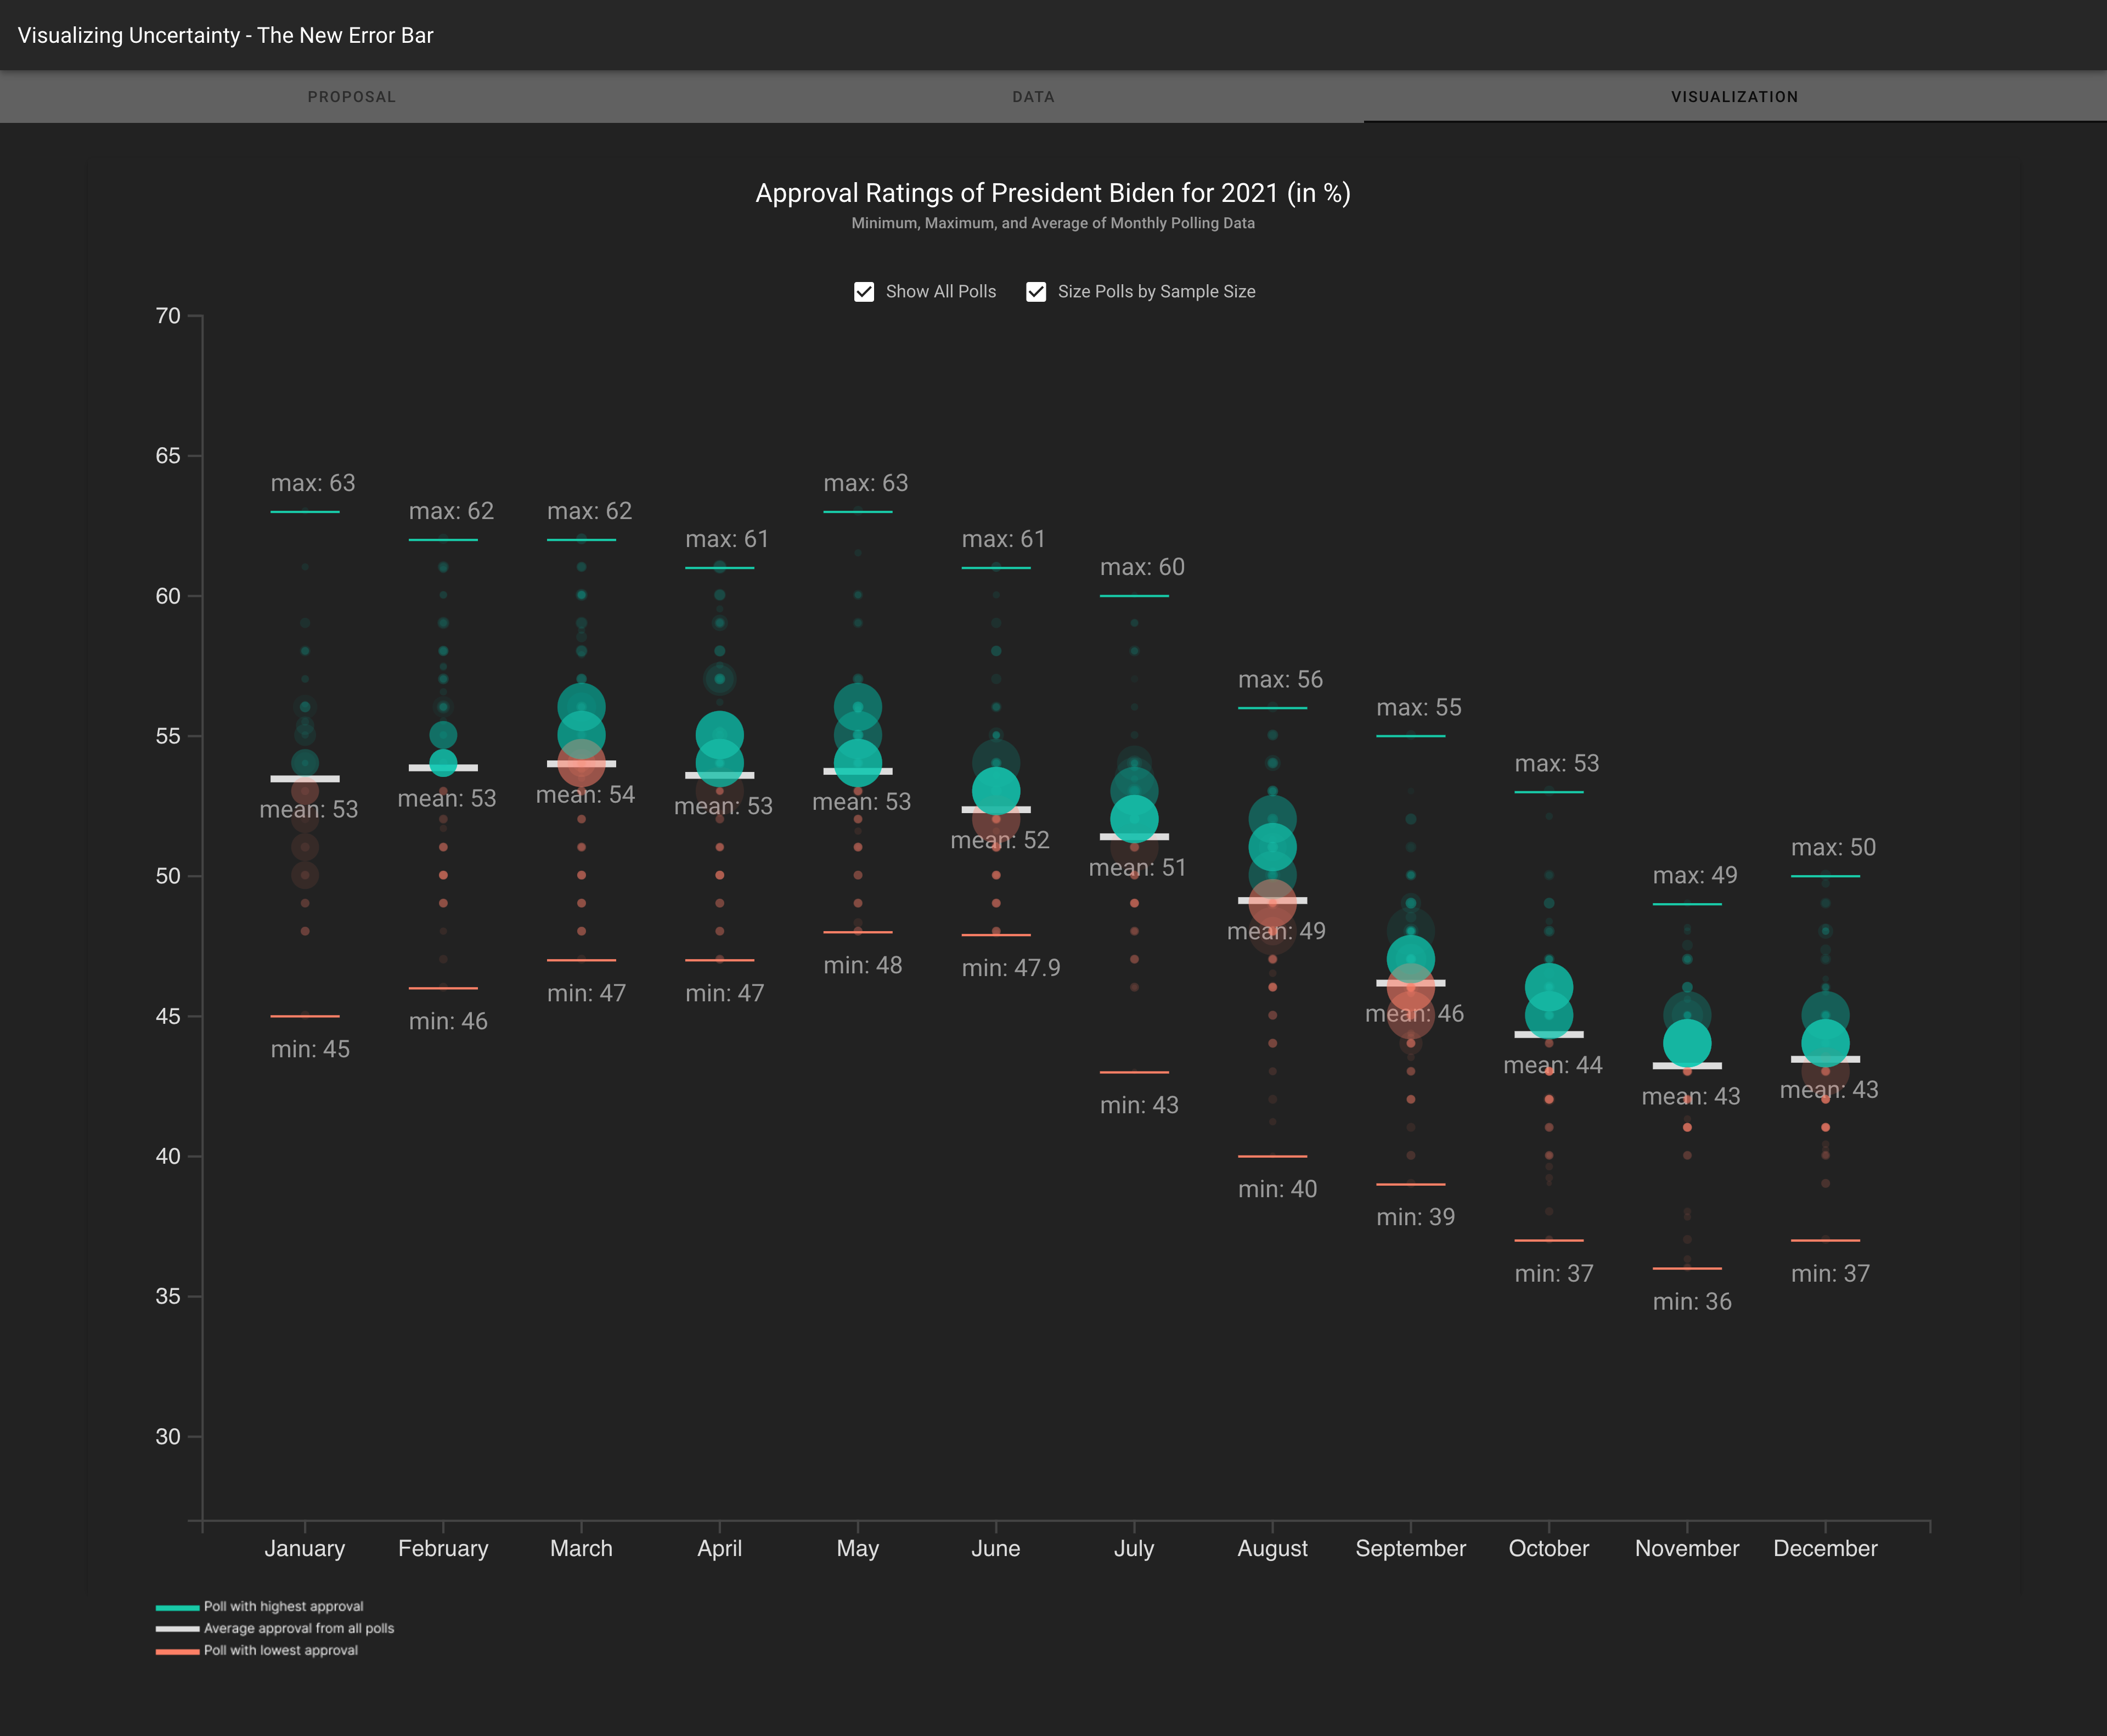 Visualizing Uncertainty - The New Error Bar
PROPOSAL DATA VISUALIZATION
Approval Ratings of President Biden for 2021 (in %)
Minimum, Maximum, and Average of Monthly Polling Data
Show All Polls Size Polls by Sample Size
70
65
60
55
50
45
40
35
30
max: 63
mean: 53
min: 45
max: 62
mean: 53
min: 46
max: 62
mean: 54
min: 47
max: 61
mean: 53
min: 47
max: 63
mean: 53
min: 48
max: 61
mean: 52
min: 47.9
max: 60
mean: 51
min: 43
max: 56
mean: 49
min: 40
max: 55
mean: 46
min: 39
max: 53
mean: 44
min: 37
max: 49
mean: 43
min: 36
max: 50
mean: 43
min: 37
January February March April May June July August September October November December
Poll with highest approval
Average approval from all polls
Poll with lowest approval